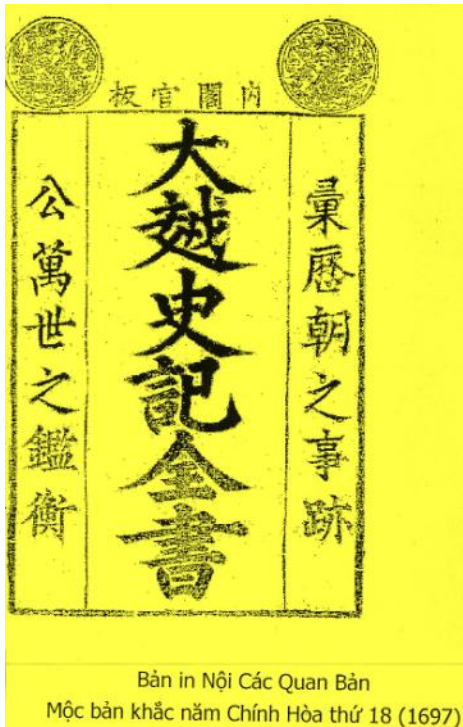 內閣官板
彚歷朝之事跡
大越史記全書
公萬世之鑑衡
Bản in Nội Các Quan Bản
Mộc bản khắc năm Chính Hòa thứ 18 (1697)